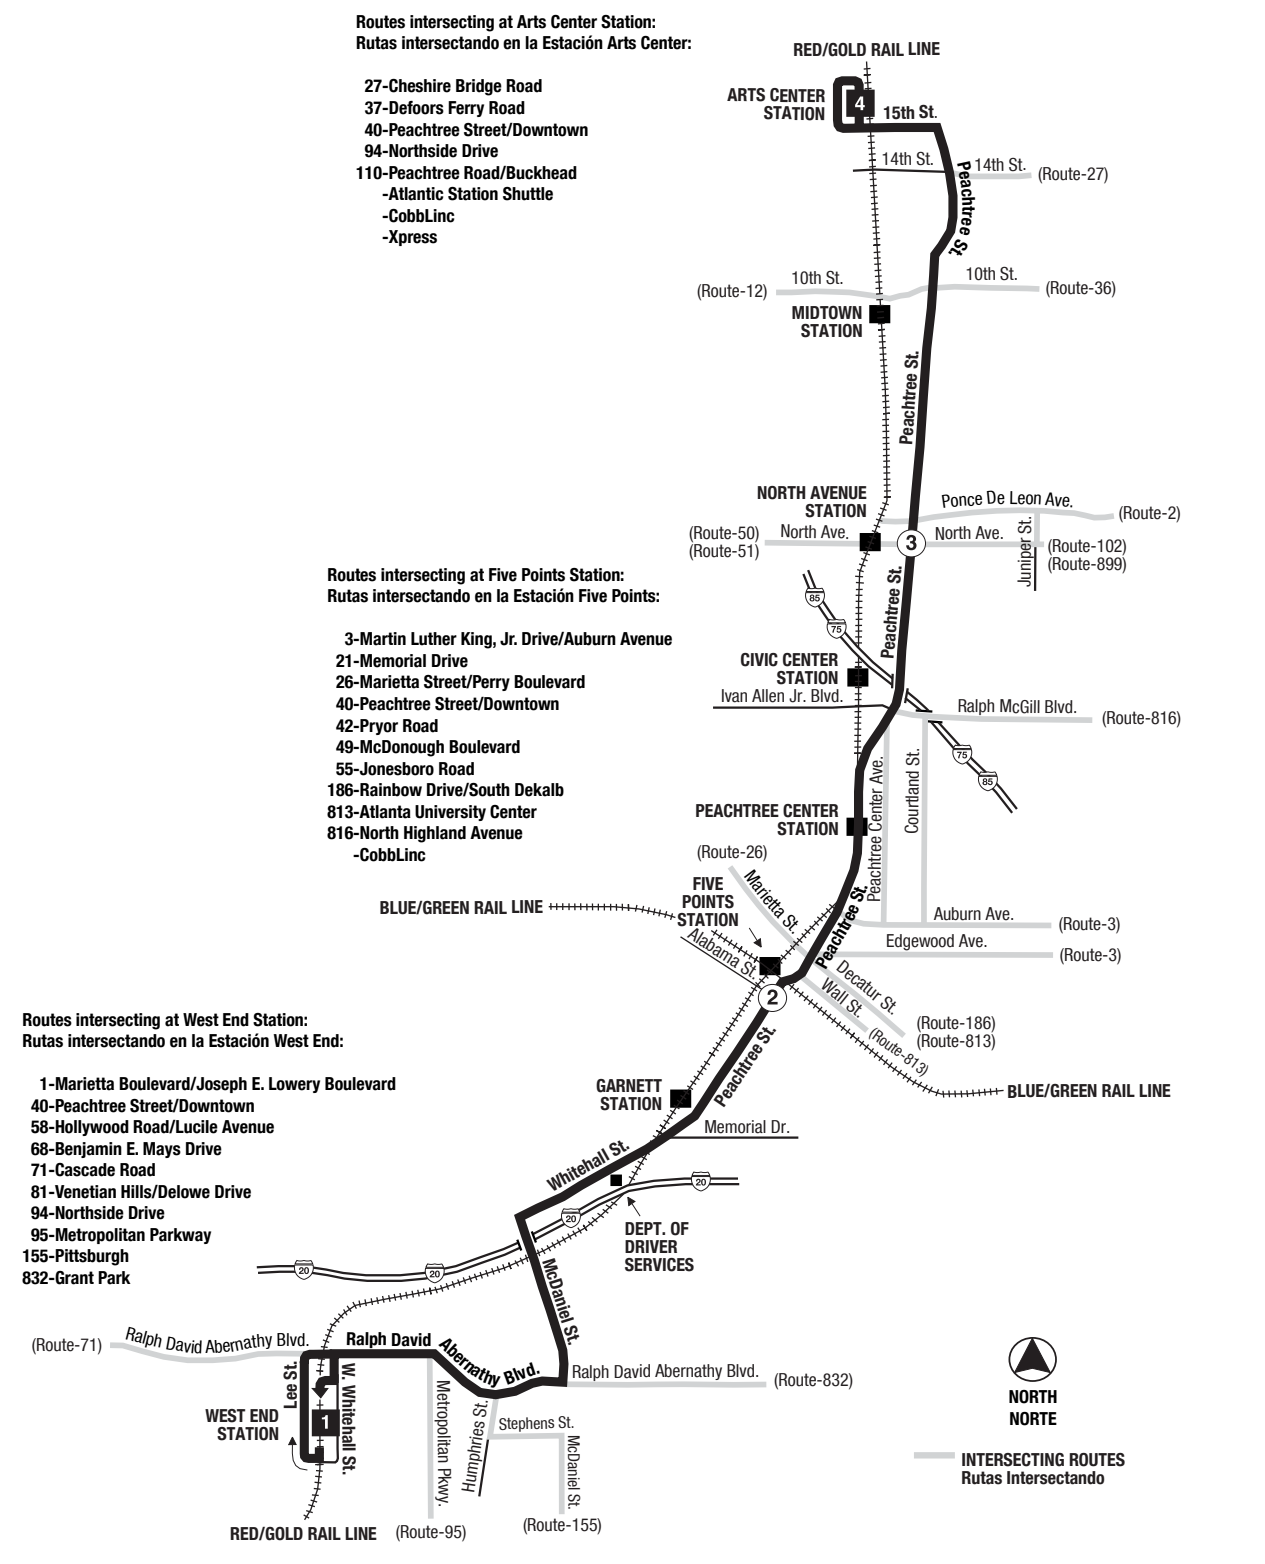 Routes intersecting at Arts Center Station:
Rutas intersectando en la Estación Arts Center:
27-Cheshire Bridge Road
37-Defoors Ferry Road
40-Peachtree Street/Downtown
94-Northside Drive
110-Peachtree Road/Buckhead
-Atlantic Station Shuttle
-CobbLinc
-Xpress
RED/GOLD RAIL LINE
ARTS CENTER
STATION
4
15th St.
14th St.
14th St.
(Route-27)
Peachtree St.
10th St.
10th St.
(Route-12)
(Route-36)
MIDTOWN
STATION
Peachtree St.
NORTH AVENUE
STATION
Ponce De Leon Ave.
(Route-2)
(Route-50)
(Route-51)
North Ave.
3
North Ave.
Juniper St.
(Route-102)
(Route-899)
Routes intersecting at Five Points Station:
Rutas intersectando en la Estación Five Points:
3-Martin Luther King, Jr. Drive/Auburn Avenue
21-Memorial Drive
26-Marietta Street/Perry Boulevard
40-Peachtree Street/Downtown
42-Pryor Road
49-McDonough Boulevard
55-Jonesboro Road
186-Rainbow Drive/South Dekalb
813-Atlanta University Center
816-North Highland Avenue
-CobbLinc
85
75
Peachtree St.
CIVIC CENTER
STATION
Ivan Allen Jr. Blvd.
Ralph McGill Blvd.
(Route-816)
75
85
Peachtree Center Ave.
Courtland St.
PEACHTREE CENTER
STATION
(Route-26)
Marietta St.
FIVE
POINTS
STATION
BLUE/GREEN RAIL LINE
Alabama St.
Peachtree St.
Auburn Ave.
(Route-3)
Edgewood Ave.
(Route-3)
Decatur St.
Wall St.
2
(Route-186)
(Route-813)
(Route-813)
BLUE/GREEN RAIL LINE
Peachtree St.
GARNETT
STATION
Memorial Dr.
Routes intersecting at West End Station:
Rutas intersectando en la Estación West End:
1-Marietta Boulevard/Joseph E. Lowery Boulevard
40-Peachtree Street/Downtown
58-Hollywood Road/Lucile Avenue
68-Benjamin E. Mays Drive
71-Cascade Road
81-Venetian Hills/Delowe Drive
94-Northside Drive
95-Metropolitan Parkway
155-Pittsburgh
832-Grant Park
Whitehall St.
20
20
20
20
DEPT. OF
DRIVER
SERVICES
McDaniel St.
(Route-71)
Ralph David Abernathy Blvd.
Ralph David
Abernathy Blvd.
Ralph David Abernathy Blvd.
(Route-832)
Lee St.
W. Whitehall St.
WEST END
STATION
1
Metropolitan Pkwy.
Humphries St.
Stephens St.
McDaniel St.
RED/GOLD RAIL LINE
(Route-95)
(Route-155)
NORTH
NORTE
INTERSECTING ROUTES
Rutas Intersectando